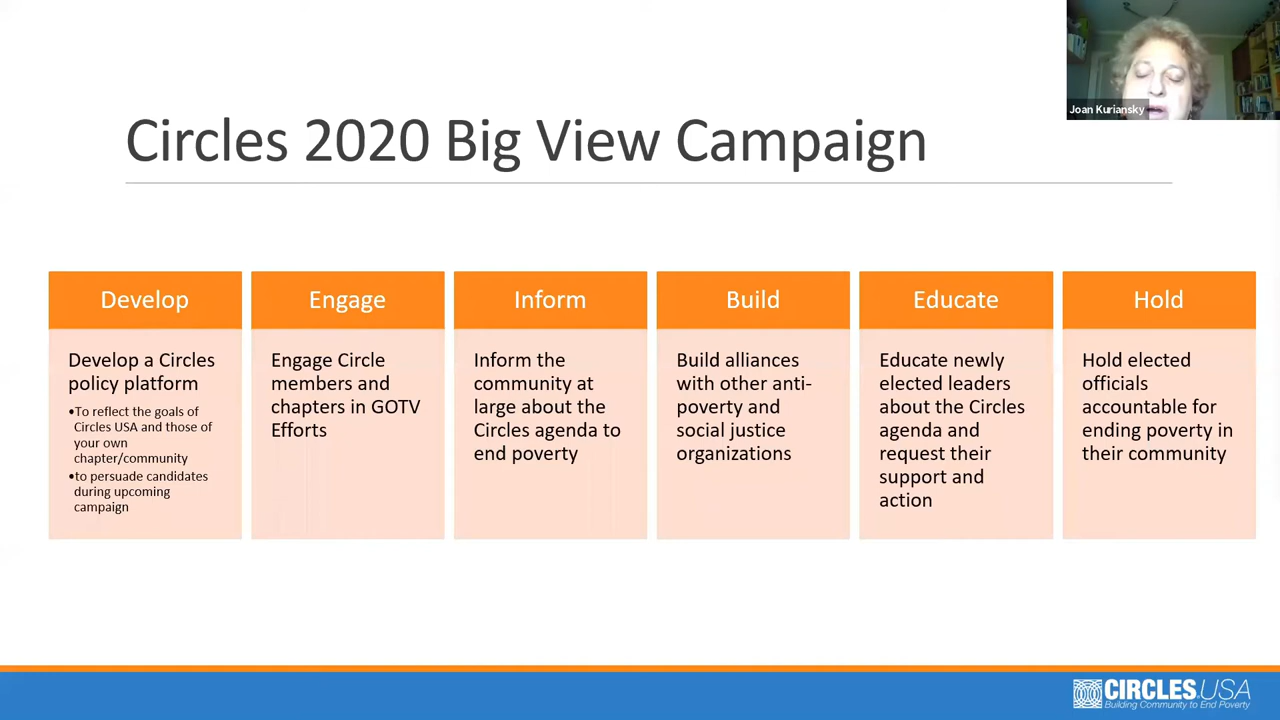 Joan Kuriansky
Circles 2020 Big View Campaign
Develop
Develop a Circles
policy platform
•To reflect the goals of
Circles USA and those of
your own
chapter/community
•to persuade candidates
during upcoming
campaign
Engage
Engage Circle
members and
chapters in GOTV
Efforts
Inform
Inform the
community at
large about the
Circles agenda to
end poverty
Build
Build alliances
with other anti-
poverty and
social justice
organizations
Educate
Educate newly
elected leaders
about the Circles
agenda and
request their
support and
action
Hold
Hold elected
officials
accountable for
ending poverty in
their community
CIRCLES.USA
Building Community to End Poverty